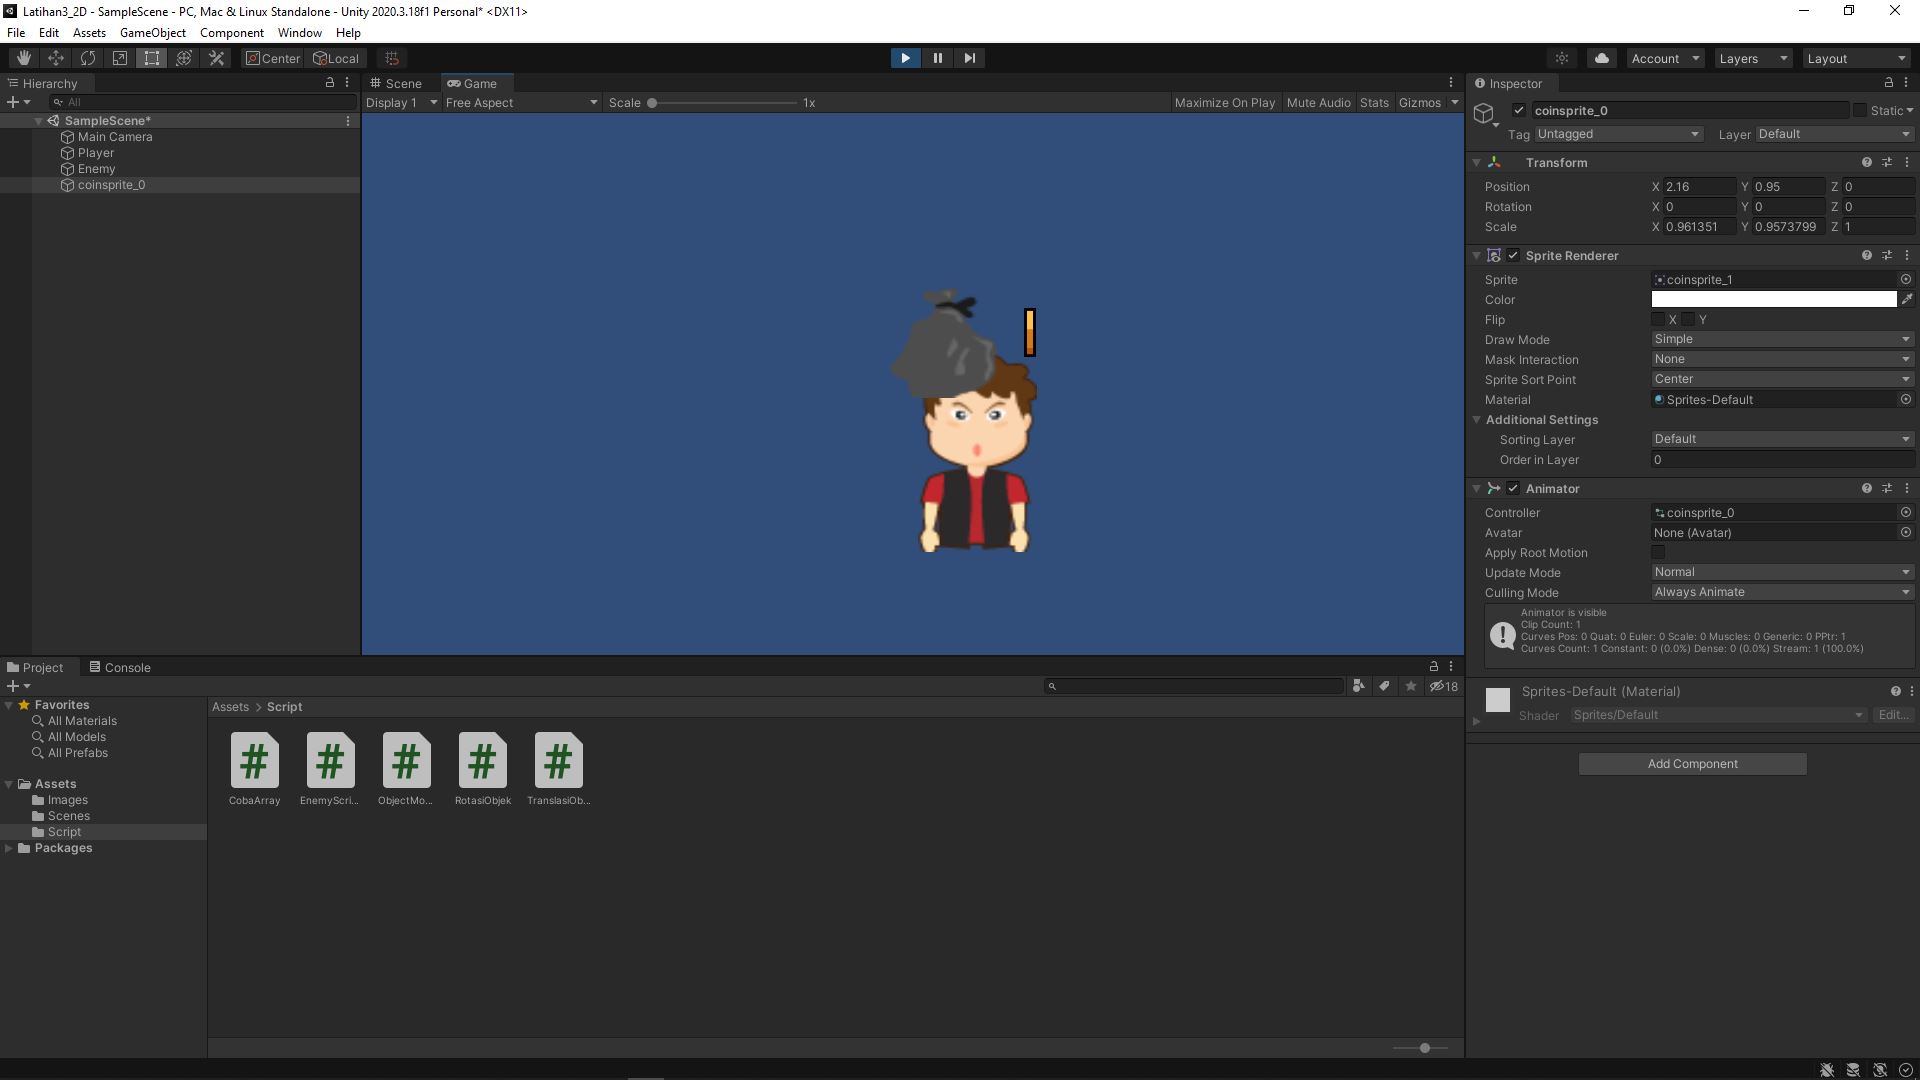 Latihan3_2D - SampleScene - PC, Mac & Linux Standalone - Unity 2020.3.18f1 Personal* <DX11>
File Edit Assets GameObject Component Window Help
Center Local Account Layers Layout
Hierarchy
All
SampleScene*
Main Camera
Player
Enemy
coinsprite_0
Scene Game
Display 1 Free Aspect Scale 1x Maximize On Play Mute Audio Stats Gizmos
Inspector
coinsprite_0 Static
Tag Untagged Layer Default
Transform
Position X 2.16 Y 0.95 Z 0
Rotation X 0 Y 0 Z 0
Scale X 0.961351 Y 0.9573799 Z 1
Sprite Renderer
Sprite coinsprite_1
Color
Flip X Y
Draw Mode Simple
Mask Interaction None
Sprite Sort Point Center
Material Sprites-Default
Additional Settings
Sorting Layer Default
Order in Layer 0
Animator
Controller coinsprite_0
Avatar None (Avatar)
Apply Root Motion
Update Mode Normal
Culling Mode Always Animate
Animator is visible
Clip Count: 1
Curves Pos: 0 Quat: 0 Euler: 0 Scale: 0 Muscles: 0 Generic: 0 PPtr: 1
Curves Count: 1 Constant: 0 (0.0%) Dense: 0 (0.0%) Stream: 1 (100.0%)
Sprites-Default (Material)
Shader Sprites/Default Edit...
Add Component
Project Console
18
Favorites
All Materials
All Models
All Prefabs
Assets
Images
Scenes
Script
Packages
Assets > Script
CobaArray EnemyScri... ObjectMo... RotasiObjek TranslasiOb...